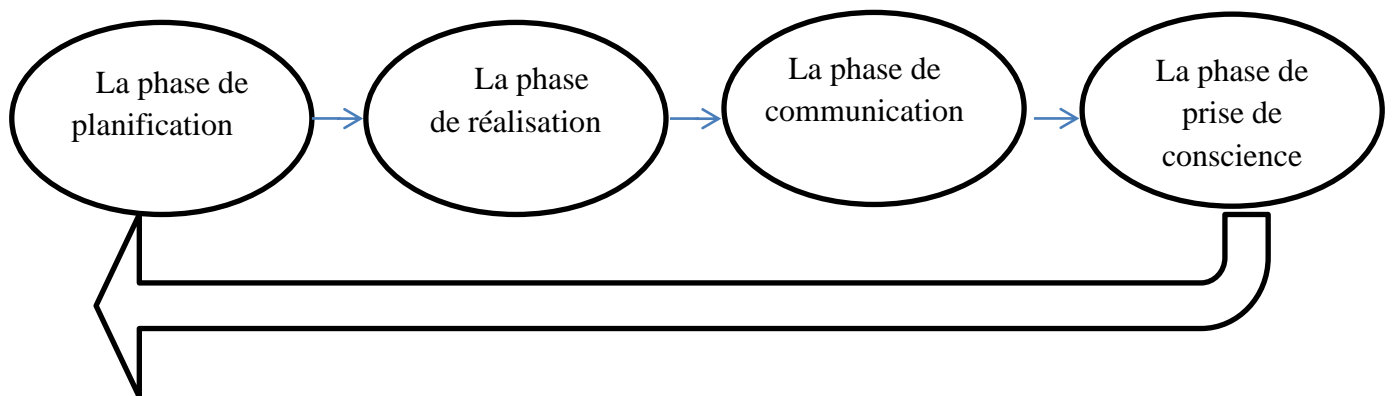 La phase de
planification
La phase
de réalisation
La phase de
communication
La phase de
prise de
conscience